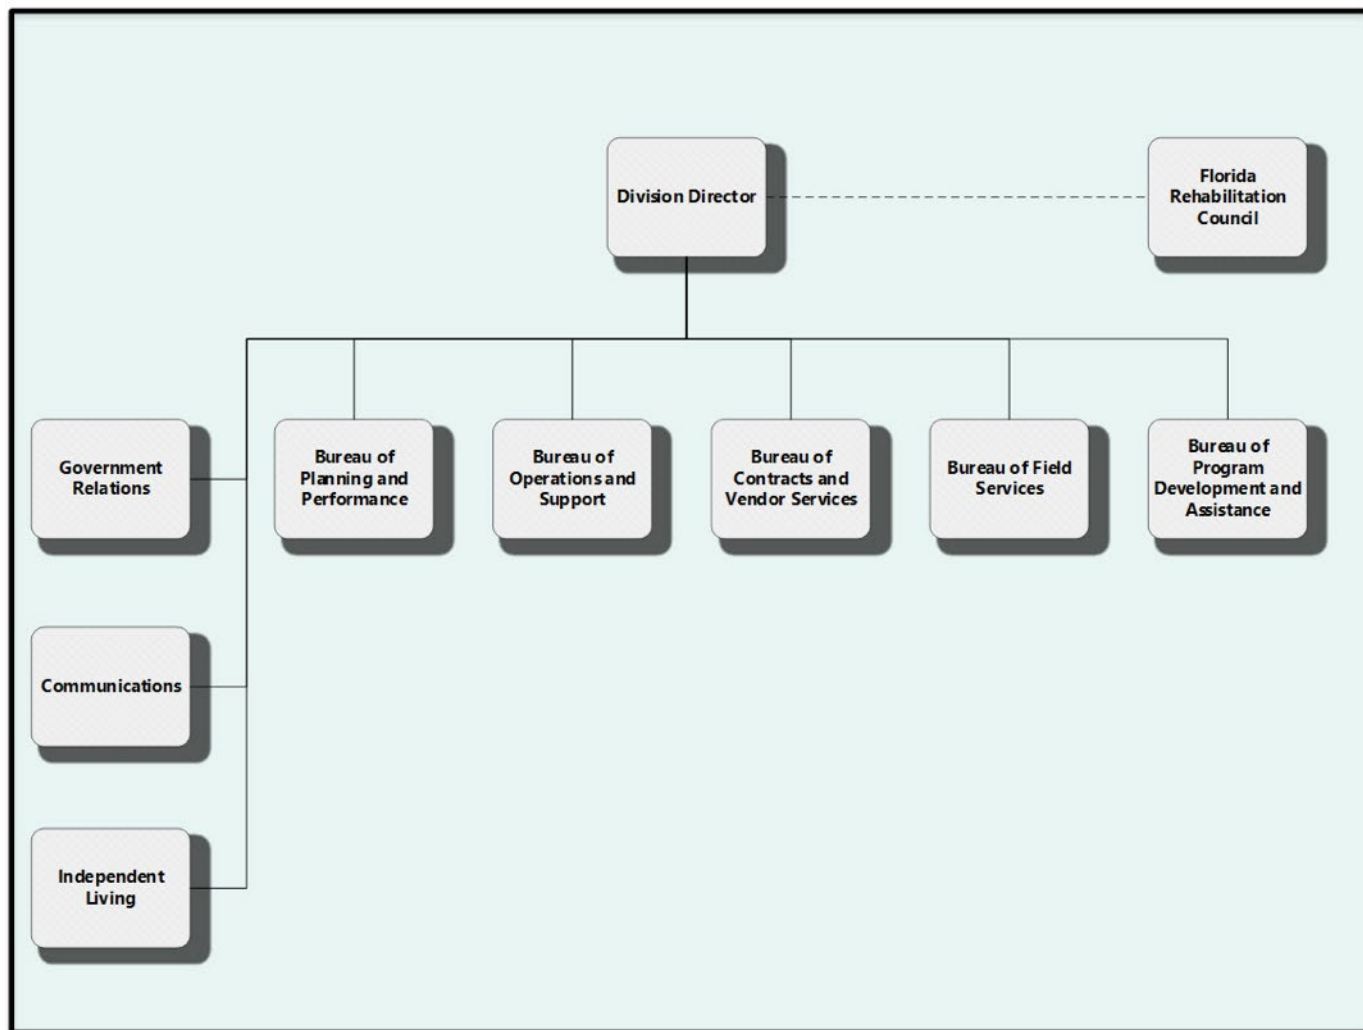 Division Director
Florida
Rehabilitation
Council
Government
Relations
Bureau of
Planning and
Performance
Bureau of
Operations and
Support
Bureau of
Contracts and
Vendor Services
Bureau of Field
Services
Bureau of
Program
Development and
Assistance
Communications
Independent
Living